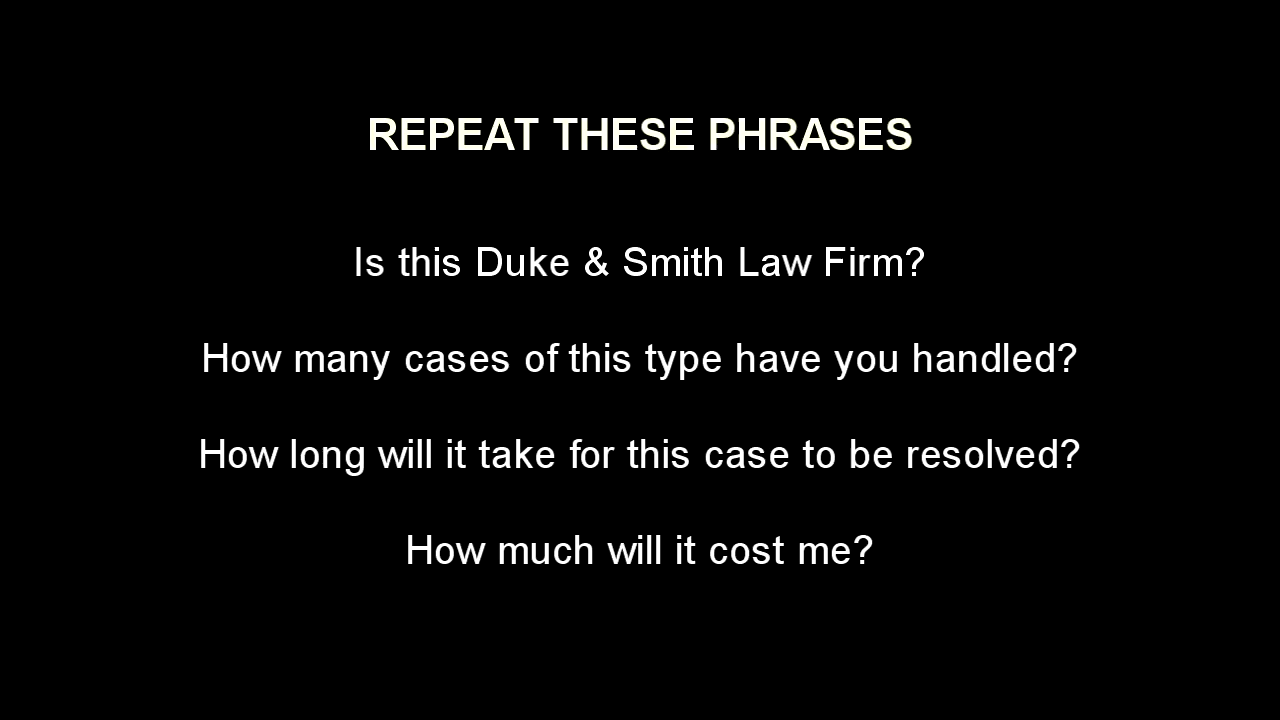 REPEAT THESE PHRASES
Is this Duke & Smith Law Firm?
How many cases of this type have you handled?
How long will it take for this case to be resolved?
How much will it cost me?